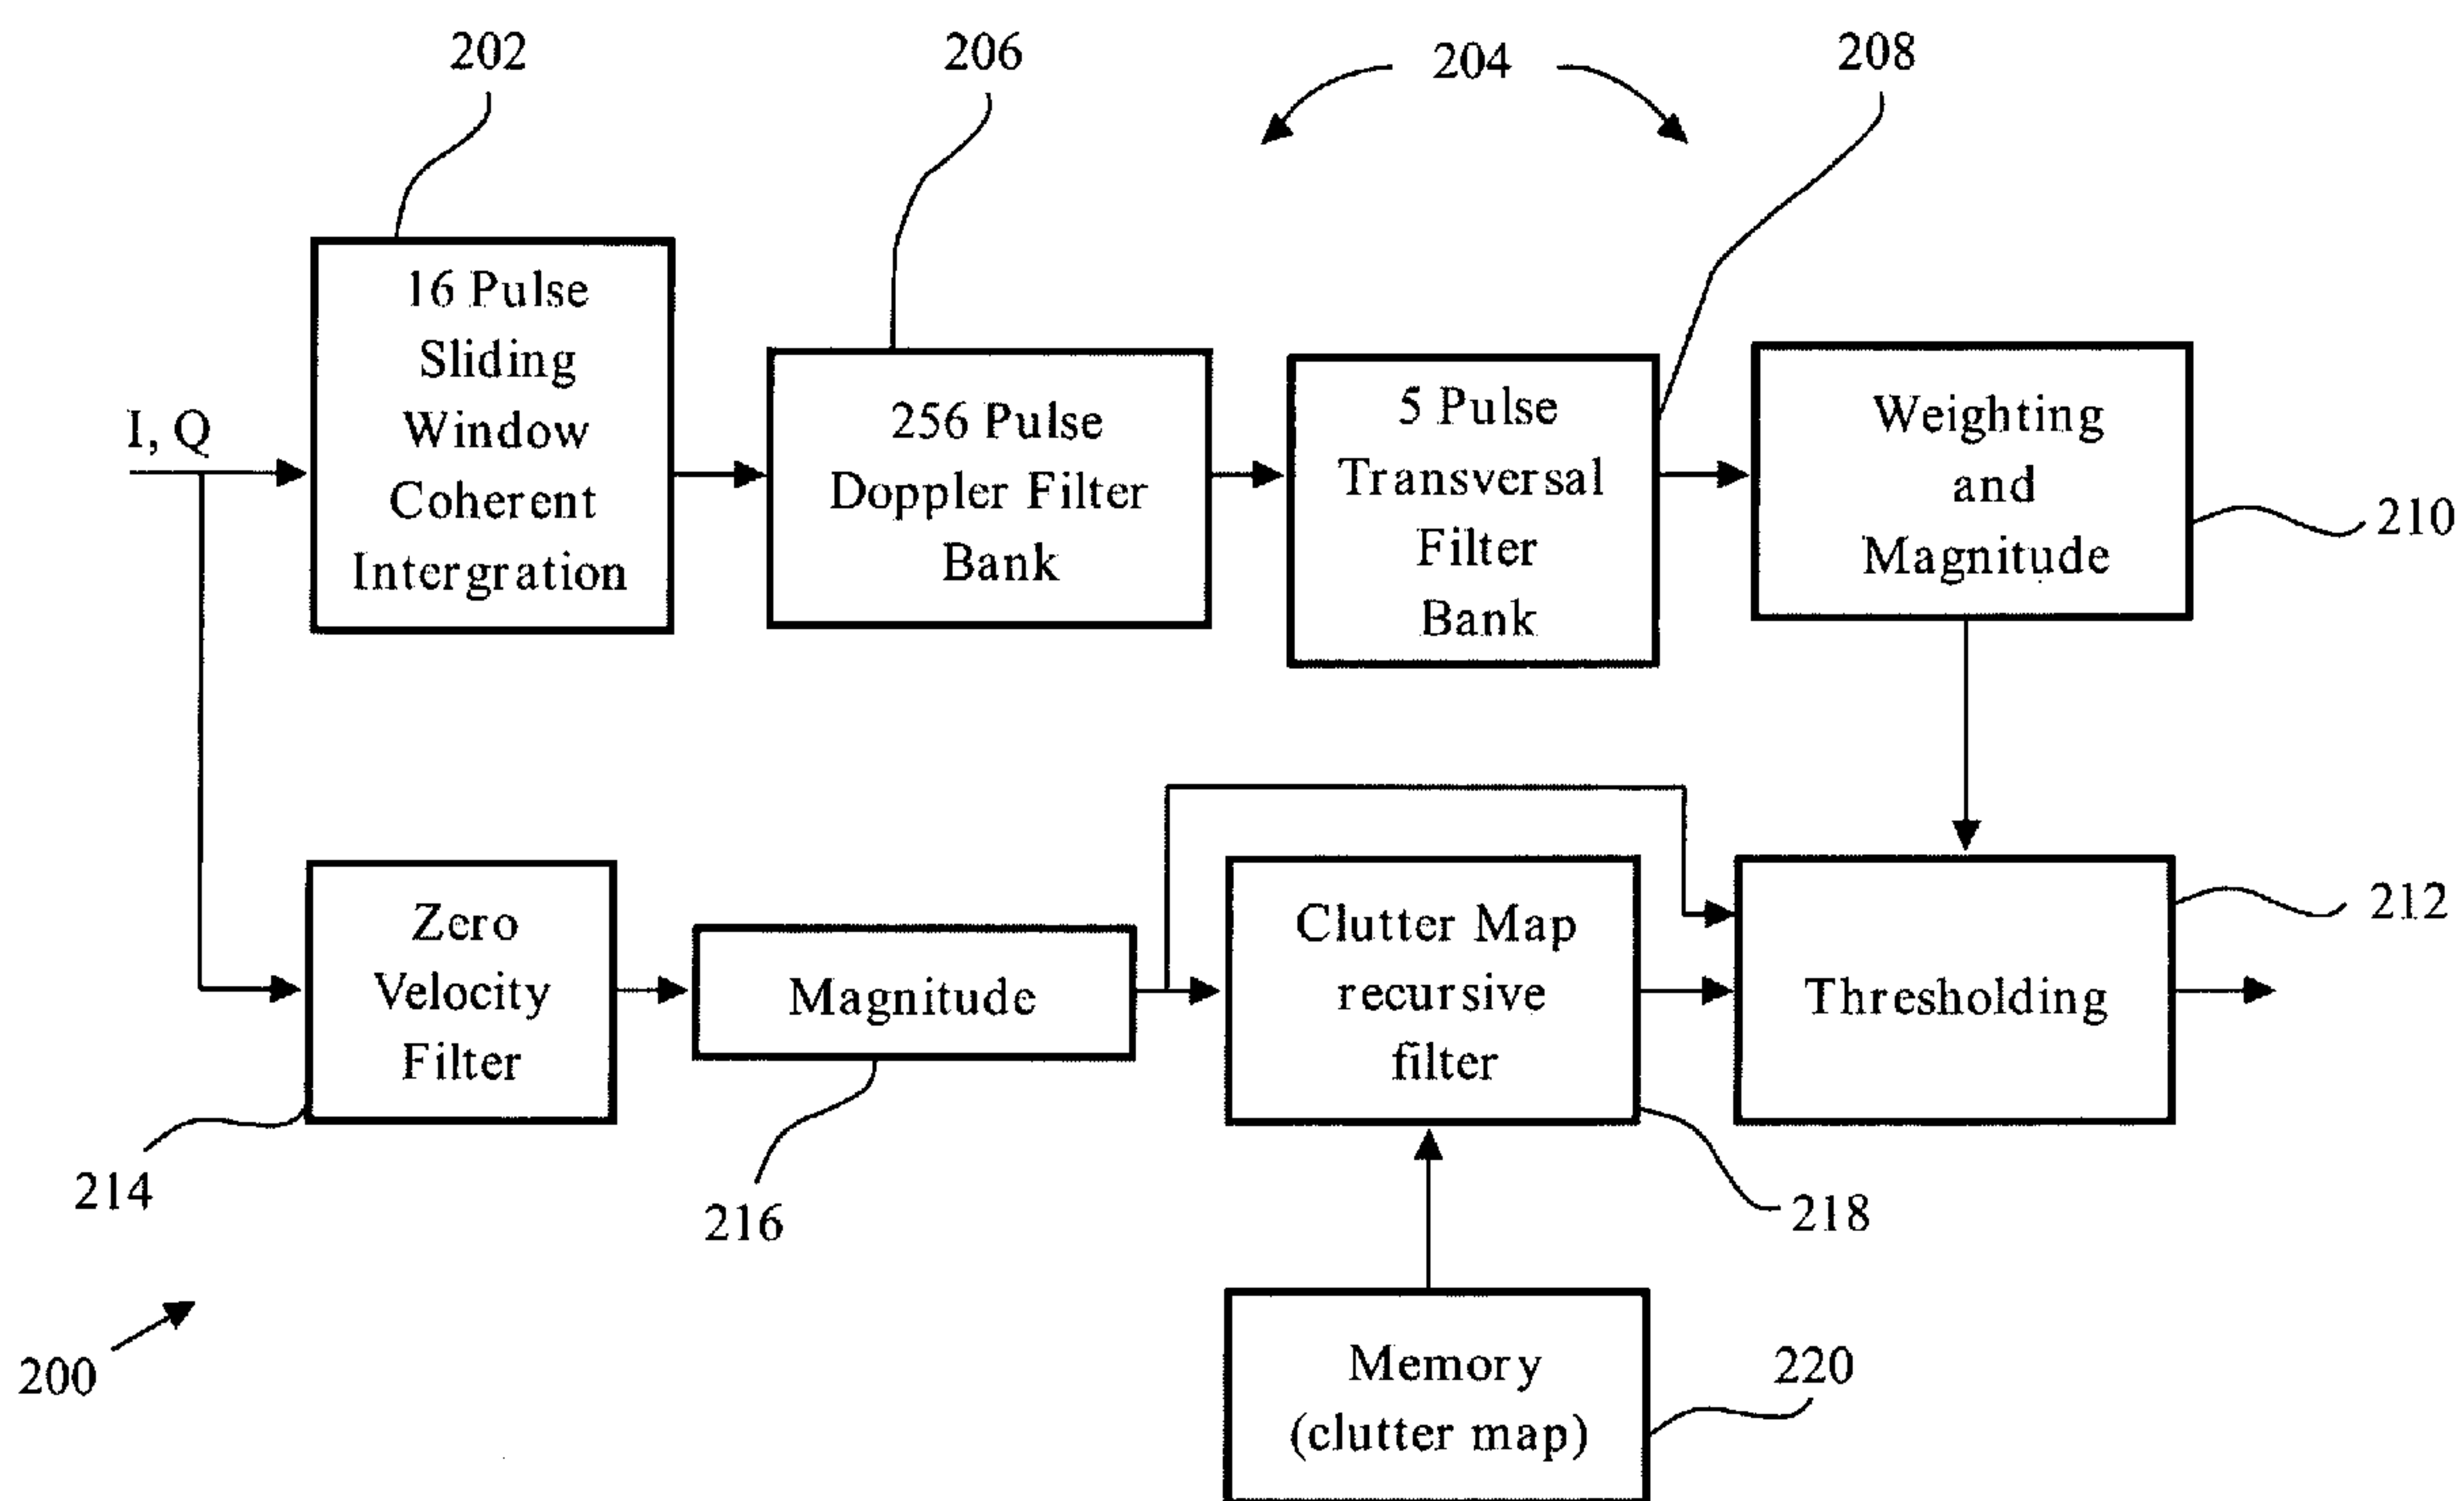 202
206
204
208
16 Pulse
Sliding
Window
Coherent
Intergration
256 Pulse
Doppler Filter
Bank
5 Pulse
Transversal
Filter
Bank
Weighting
and
Magnitude
I, Q
210
Zero
Velocity
Filter
Magnitude
Clutter Map
recursive
filter
Thresholding
212
214
216
218
200
Memory
(clutter map)
220